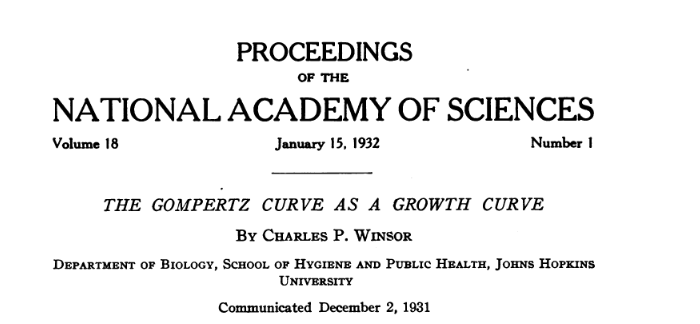 PROCEEDINGS
OF THE
NATIONAL ACADEMY OF SCIENCES
Volume 18 January 15, 1932 Number 1
THE GOMPERTZ CURVE AS A GROWTH CURVE
BY CHARLES P. WINSOR
DEPARTMENT OF BIOLOGY, SCHOOL OF HYGIENE AND PUBLIC HEALTH, JOHNS HOPKINS
UNIVERSITY
Communicated December 2, 1931